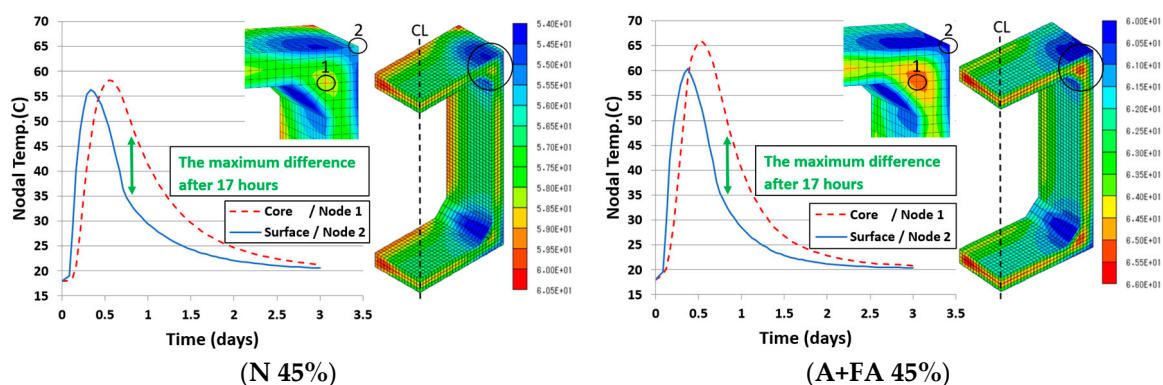 70
65
60
55
50
45
40
35
30
25
20
15
Nodal Temp.(C)
0
0.5
1
1.5
2
2.5
3
3.5
Time (days)
The maximum difference
after 17 hours
Core / Node 1
Surface / Node 2
1
2
CL
5.40E+01
5.45E+01
5.50E+01
5.55E+01
5.60E+01
5.65E+01
5.70E+01
5.75E+01
5.80E+01
5.85E+01
5.90E+01
5.95E+01
6.00E+01
6.05E+01
(N 45%)
70
65
60
55
50
45
40
35
30
25
20
15
Nodal Temp.(C)
0
0.5
1
1.5
2
2.5
3
3.5
Time (days)
The maximum difference
after 17 hours
Core / Node 1
Surface / Node 2
1
2
CL
6.00E+01
6.05E+01
6.10E+01
6.15E+01
6.20E+01
6.25E+01
6.30E+01
6.35E+01
6.40E+01
6.45E+01
6.50E+01
6.55E+01
6.60E+01
(A+FA 45%)